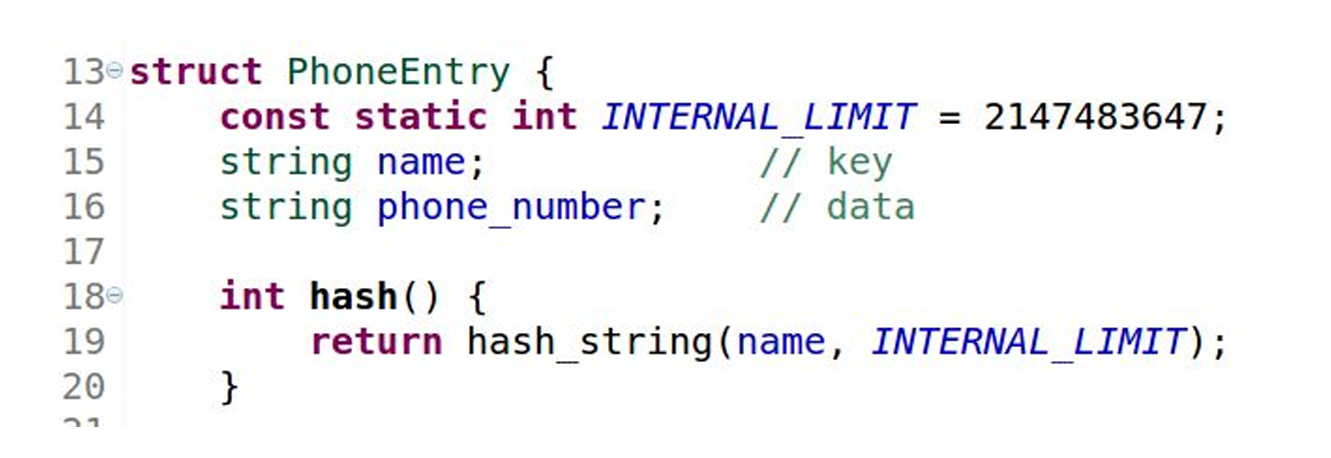 13 struct PhoneEntry {
14     const static int INTERNAL_LIMIT = 2147483647;
15     string name;            // key
16     string phone_number;    // data
17
18     int hash() {
19         return hash_string(name, INTERNAL_LIMIT);
20     }